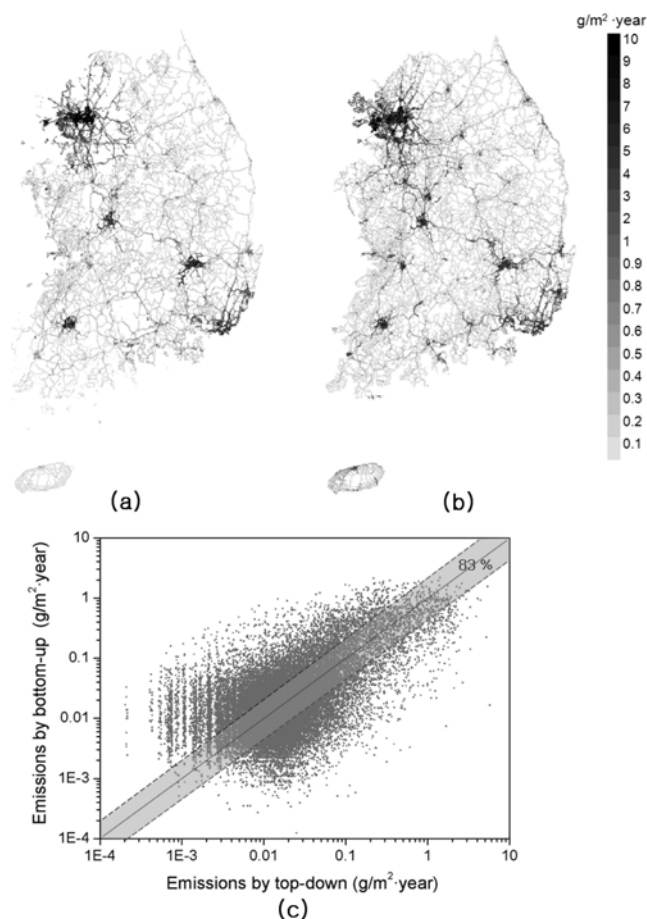 g/m² ·year
10
9
8
7
6
5
4
3
2
1
0.9
0.8
0.7
0.6
0.5
0.4
0.3
0.2
0.1
(a)
(b)
10
1
0.1
0.01
1E-3
1E-4
Emissions by bottom-up (g/m²·year)
83 %
1E-4
1E-3
0.01
0.1
1
10
Emissions by top-down (g/m²·year)
(c)